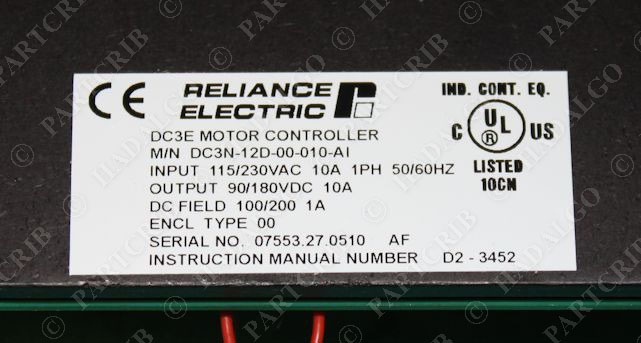 CE RELIANCE ELECTRIC R
DC3E MOTOR CONTROLLER
M/N DC3N-12D-00-010-AI
INPUT 115/230VAC 10A 1PH 50/60HZ
OUTPUT 90/180VDC 10A
DC FIELD 100/200 1A
ENCL TYPE 00
SERIAL NO. 07553.27.0510 AF
INSTRUCTION MANUAL NUMBER D2 - 3452
IND. CONT. EQ.
C UL ® US
LISTED
10CN
© PARTCRIB
© HIDALGO